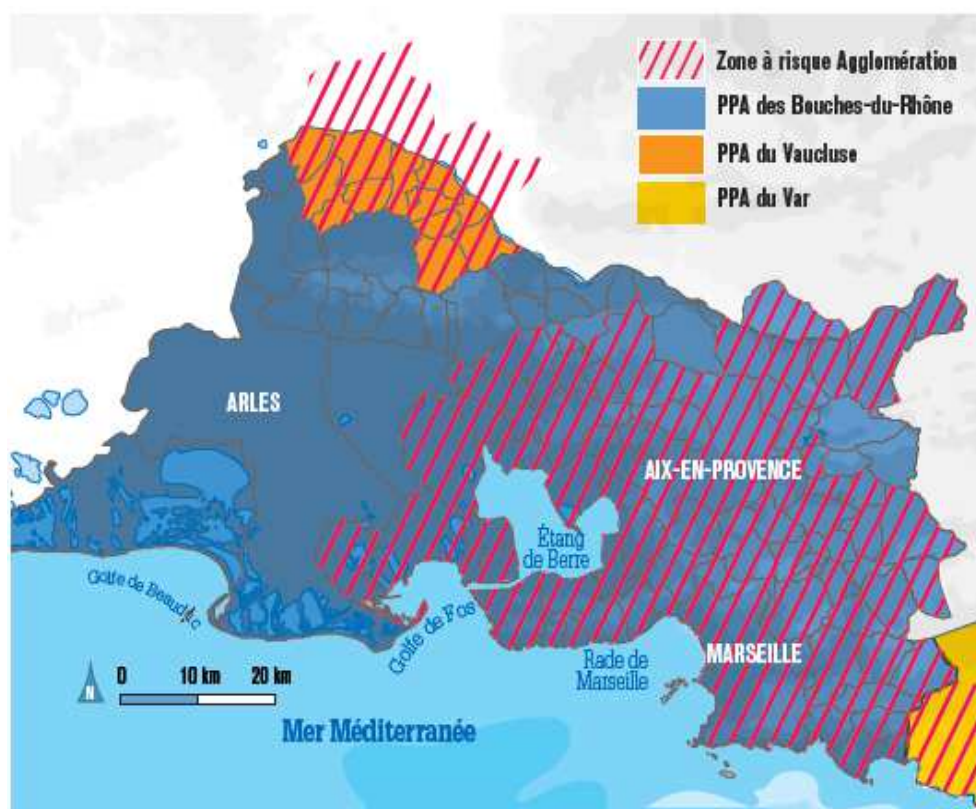 Zone à risque Agglomération
PPA des Bouches-du-Rhône
PPA du Vaucluse
PPA du Var
ARLES
AIX-EN-PROVENCE
Étang
de Berre
Golfe de Beauduc
Golfe de Fos
Rade de
Marseille
MARSEILLE
N
0 10 km 20 km
Mer Méditerranée